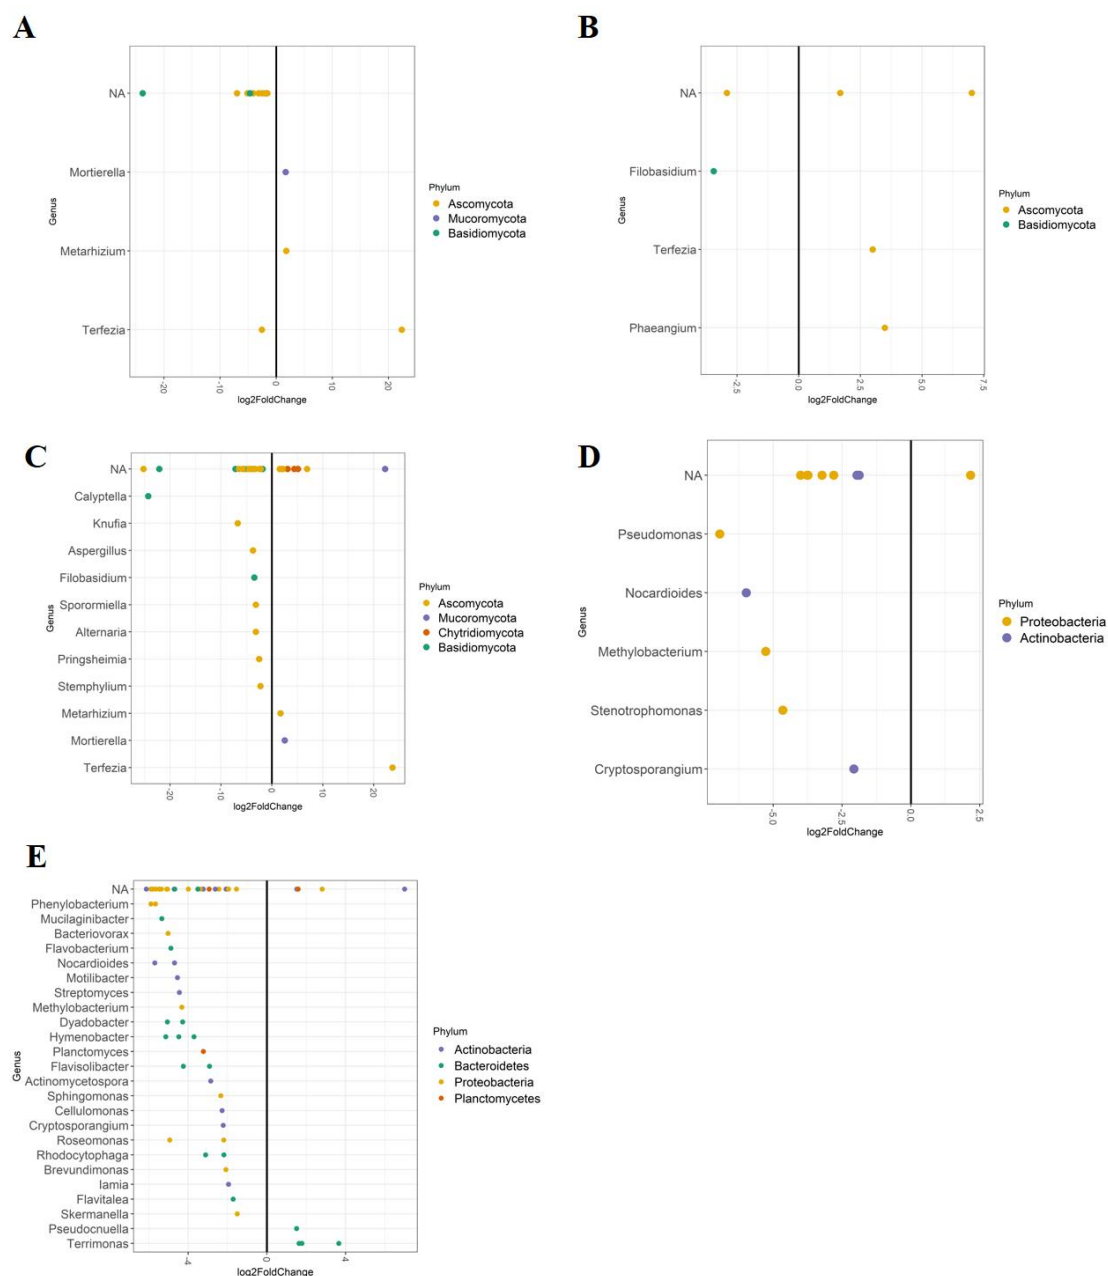 A
NA
Mortierella
Metarhizium
Terfezia
Genus
-20
-10
0
10
20
log2FoldChange
Phylum
Ascomycota
Mucoromycota
Basidiomycota
B
NA
Filobasidium
Terfezia
Phaeangium
Genus
-2.5
0.0
2.5
5.0
7.5
log2FoldChange
Phylum
Ascomycota
Basidiomycota
C
NA
Calyptella
Knufia
Aspergillus
Filobasidium
Sporormiella
Alternaria
Pringsheimia
Stemphylium
Metarhizium
Mortierella
Terfezia
Genus
-20
-10
0
10
20
log2FoldChange
Phylum
Ascomycota
Mucoromycota
Chytridiomycota
Basidiomycota
D
NA
Pseudomonas
Nocardioides
Methylobacterium
Stenotrophomonas
Cryptosporangium
Genus
-5.0
-2.5
0.0
2.5
log2FoldChange
Phylum
Proteobacteria
Actinobacteria
E
NA
Phenylobacterium
Mucilaginibacter
Bacteriovorax
Flavobacterium
Nocardioides
Motilibacter
Streptomyces
Methylobacterium
Dyadobacter
Hymenobacter
Planctomyces
Flavisolibacter
Actinomycetospora
Sphingomonas
Cellulomonas
Cryptosporangium
Roseomonas
Rhodocytophaga
Brevundimonas
Iamia
Flavitalea
Skermanella
Pseudocnuella
Terrimonas
Genus
-4
0
4
log2FoldChange
Phylum
Actinobacteria
Bacteroidetes
Proteobacteria
Planctomycetes